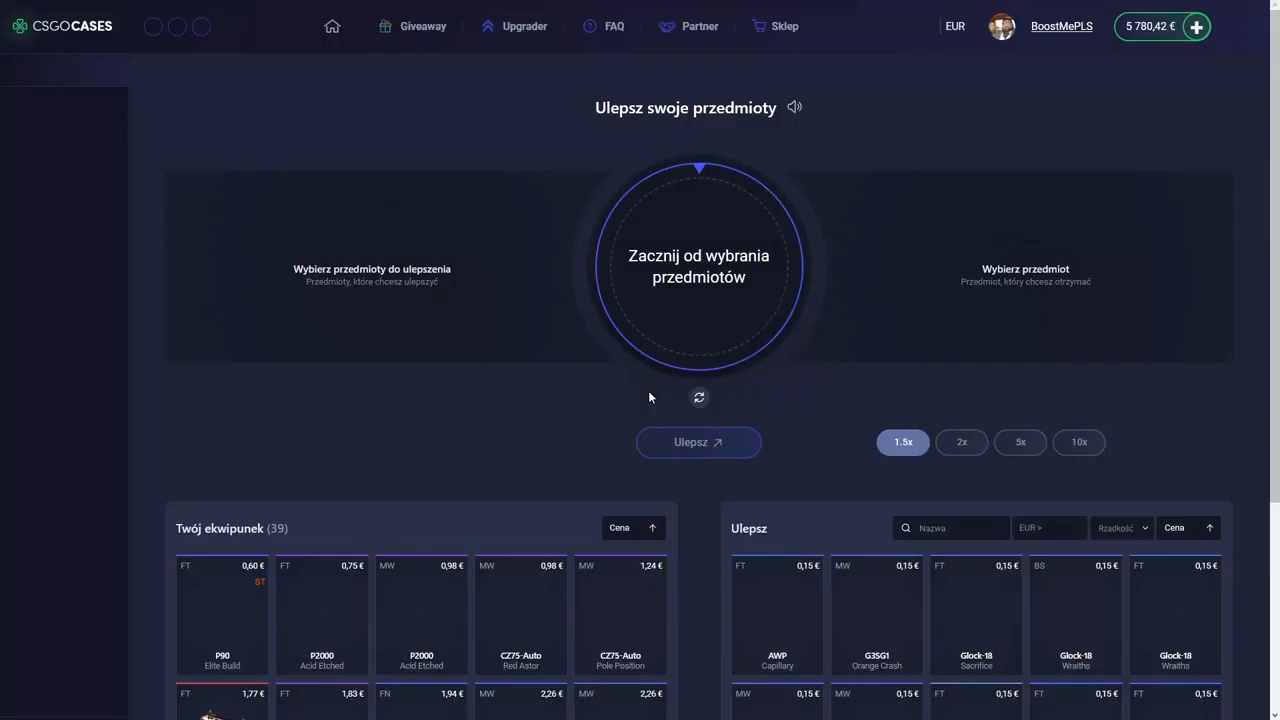 CSGOCASES
Giveaway
Upgrader
FAQ
Partner
Sklep
EUR
BoostMePLS
5 780,42 €
Ulepsz swoje przedmioty
Wybierz przedmioty do ulepszenia
Przedmioty, które chcesz ulepszyć
Zacznij od wybrania
przedmiotów
Wybierz przedmiot
Przedmiot, który chcesz otrzymać
Ulepsz
1.5x
2x
5x
10x
Twój ekwipunek (39)
Cena
FT 0,60 €
ST
P90
Elite Build
FT 0,75 €
P2000
Acid Etched
MW 0,98 €
P2000
Acid Etched
MW 0,98 €
CZ75-Auto
Red Astor
MW 1,24 €
CZ75-Auto
Pole Position
FT 1,77 €
FT 1,83 €
FN 1,94 €
MW 2,26 €
MW 2,26 €
Ulepsz
Nazwa
EUR >
Rzadkość
Cena
FT 0,15 €
AWP
Capillary
MW 0,15 €
G3SG1
Orange Crash
FT 0,15 €
Glock-18
Sacrifice
BS 0,15 €
Glock-18
Wraiths
FT 0,15 €
Glock-18
Wraiths
MW 0,15 €
MW 0,15 €
FT 0,15 €
FT 0,15 €
FT 0,15 €